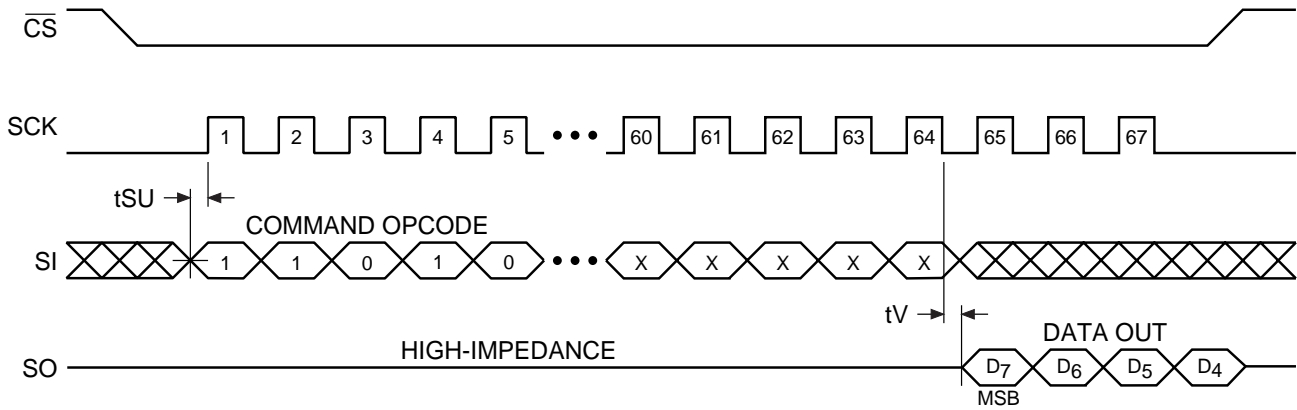 CS
SCK 1 2 3 4 5 ••• 60 61 62 63 64 65 66 67
tSU
COMMAND OPCODE
SI 1 1 0 1 0 ••• X X X X X
tV
HIGH-IMPEDANCE DATA OUT
SO D7 D6 D5 D4
MSB